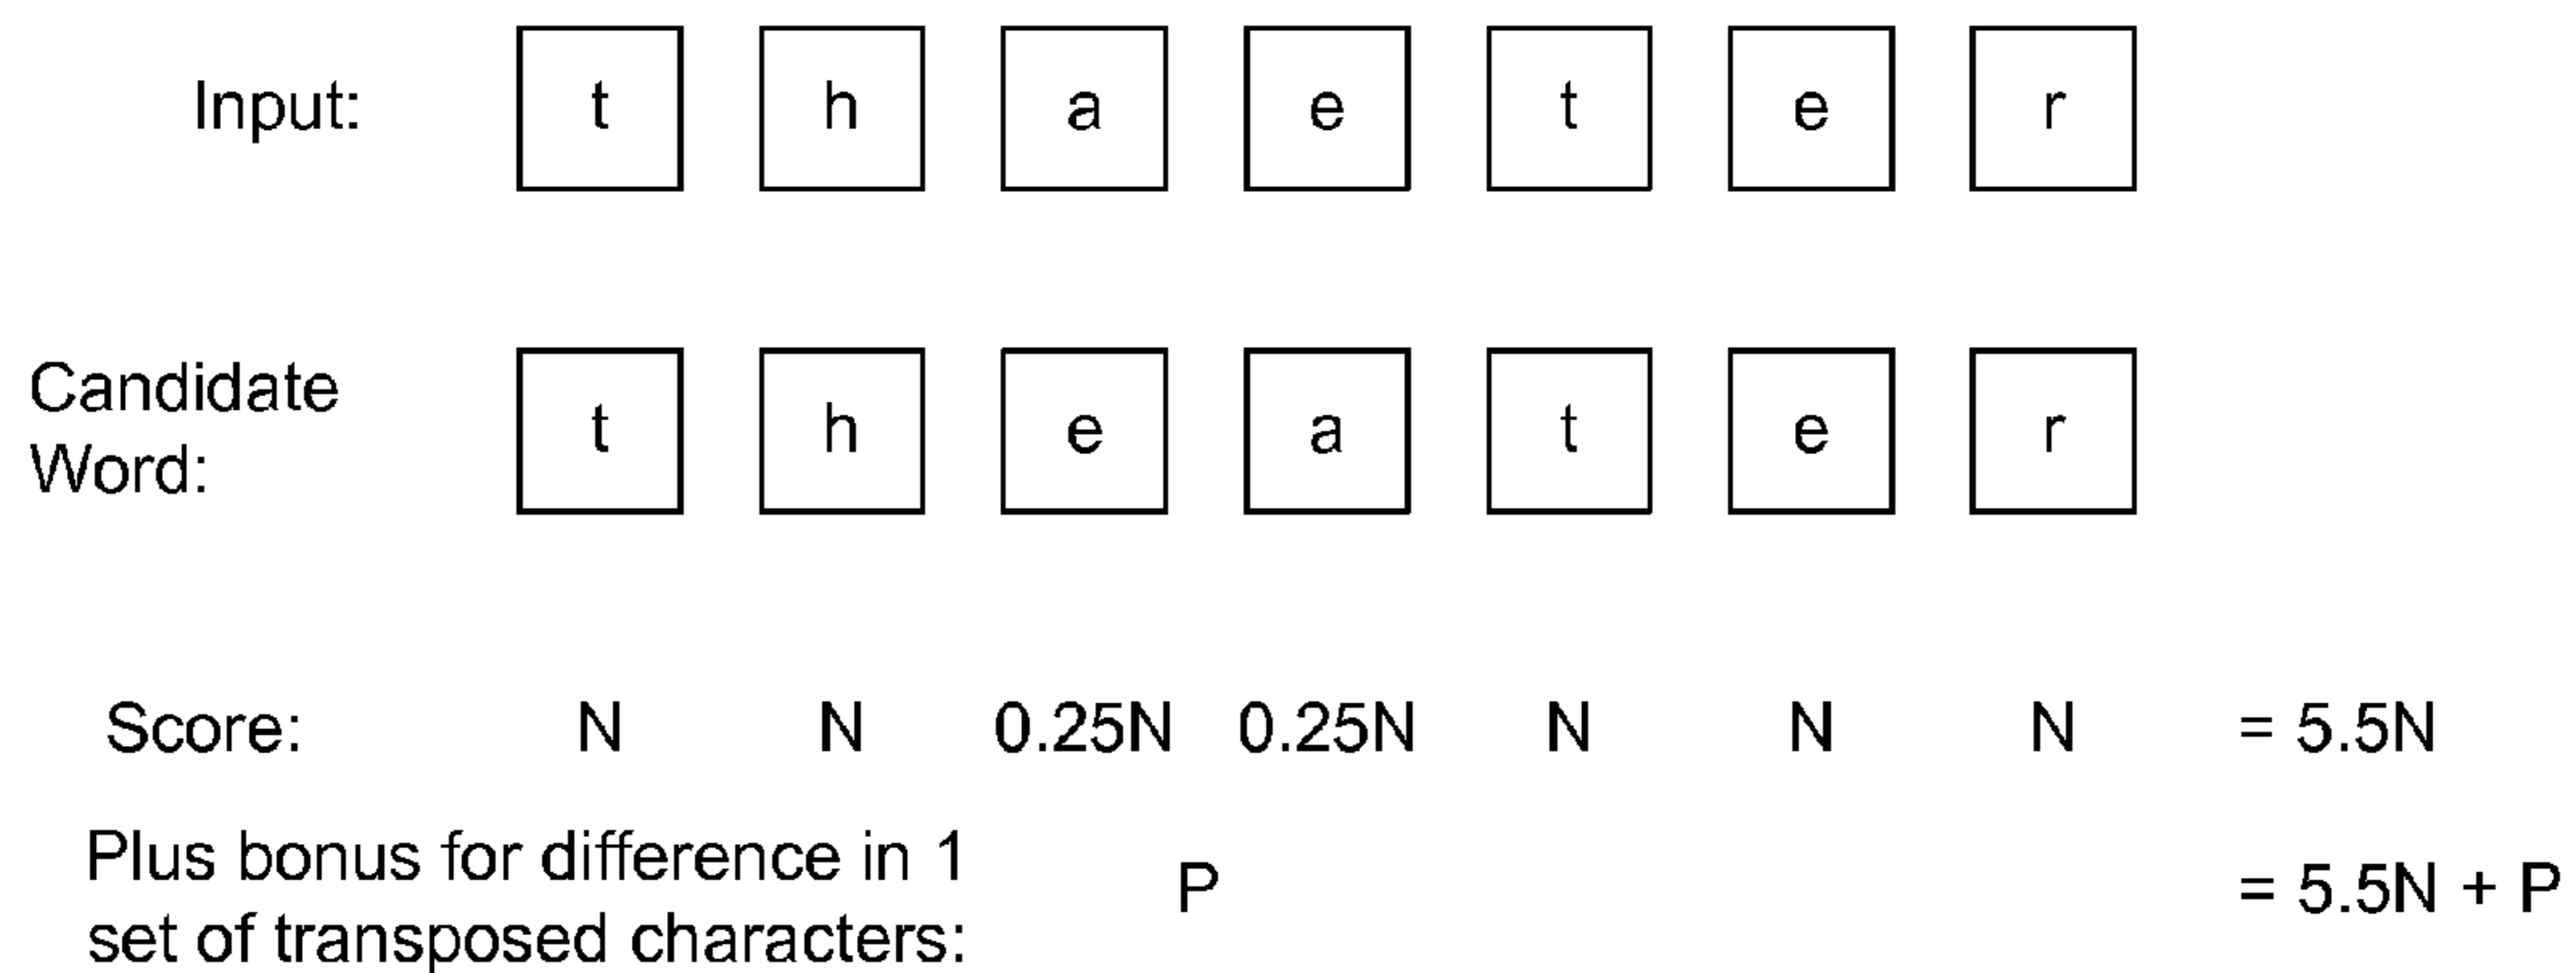 Input: t h a e t e r
Candidate
Word: t h e a t e r
Score: N N 0.25N 0.25N N N N = 5.5N
Plus bonus for difference in 1
set of transposed characters: P = 5.5N + P